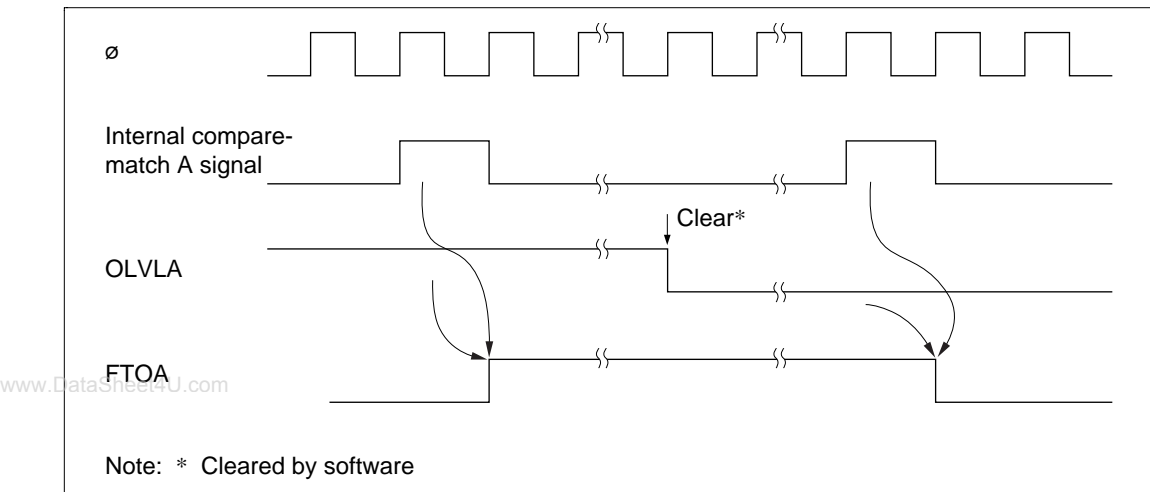 ø
Internal compare-
match A signal
Clear*
OLVLA
FTOA
www.DataSheet4U.com
Note: * Cleared by software